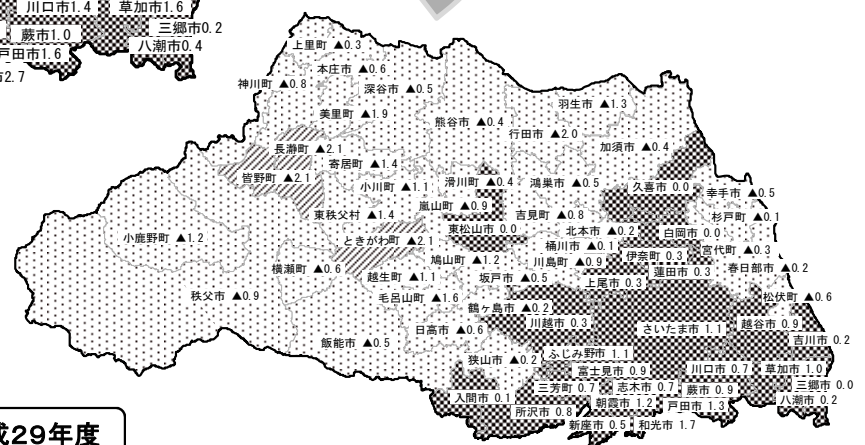 川口市1.4 草加市1.6
蕨市1.0 三郷市0.2
戸田市1.6 八潮市0.4
市2.7
上里町 ▲0.3
本庄市 ▲0.6
神川町 ▲0.8
深谷市 ▲0.5
美里町 ▲1.9
羽生市 ▲1.3
熊谷市 ▲0.4
行田市 ▲2.0
加須市 ▲0.4
長瀞町 ▲2.1
寄居町 ▲1.4
皆野町 ▲2.1
小川町 ▲1.1
滑川町 ▲0.4
鴻巣市 ▲0.5
久喜市 0.0
幸手市 ▲0.5
嵐山町 ▲0.9
東秩父村 ▲1.4
吉見町 ▲0.8
杉戸町 ▲0.1
東松山市 0.0
北本市 ▲0.2
白岡市 0.0
小鹿野町 ▲1.2
ときがわ町 ▲2.1
桶川市 ▲0.1
宮代町 ▲0.3
鳩山町 ▲1.2
川島町 ▲0.9
伊奈町 0.3
横瀬町 ▲0.6
越生町 ▲1.1
坂戸市 ▲0.5
蓮田市 0.3
春日部市 ▲0.2
上尾市 0.3
秩父市 ▲0.9
毛呂山町 ▲1.6
松伏町 ▲0.6
鶴ヶ島市 ▲0.2
川越市 0.3
さいたま市 1.1
越谷市 0.9
日高市 ▲0.6
吉川市 0.2
飯能市 ▲0.5
狭山市 ▲0.2
ふじみ野市 1.1
富士見市 0.9
川口市 0.7
草加市 1.0
三芳町 0.7
志木市 0.7
蕨市 0.9
三郷市 0.0
入間市 0.1
朝霞市 1.2
戸田市 1.3
八潮市 0.2
所沢市 0.8
新座市 0.5
和光市 1.7
成29年度